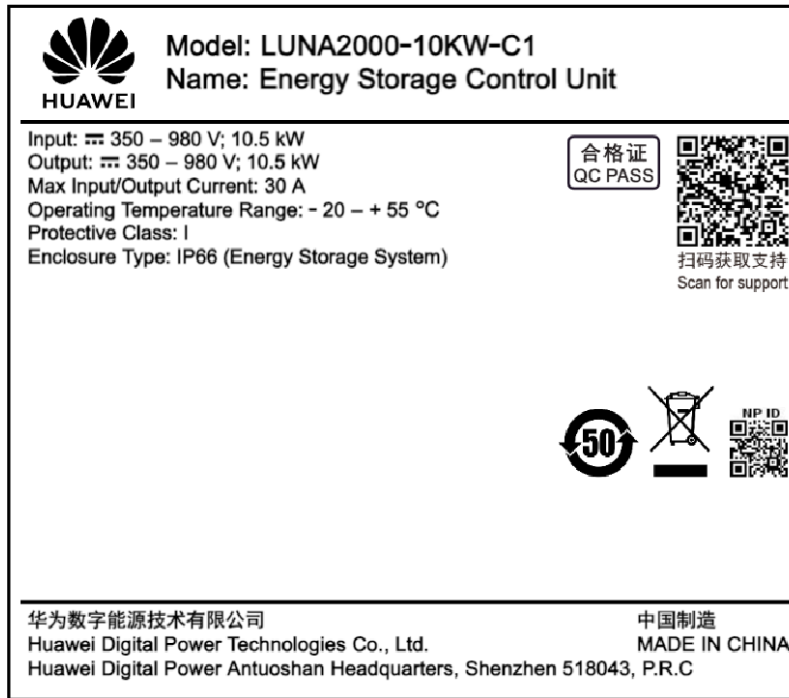 HUAWEI
Model: LUNA2000-10KW-C1
Name: Energy Storage Control Unit
Input: ⎓ 350 – 980 V; 10.5 kW
Output: ⎓ 350 – 980 V; 10.5 kW
Max Input/Output Current: 30 A
Operating Temperature Range: - 20 – + 55 °C
Protective Class: I
Enclosure Type: IP66 (Energy Storage System)
合格证
QC PASS
扫码获取支持
Scan for support
50
NP ID
华为数字能源技术有限公司
Huawei Digital Power Technologies Co., Ltd.
Huawei Digital Power Antuoshan Headquarters, Shenzhen 518043, P.R.C
中国制造
MADE IN CHINA